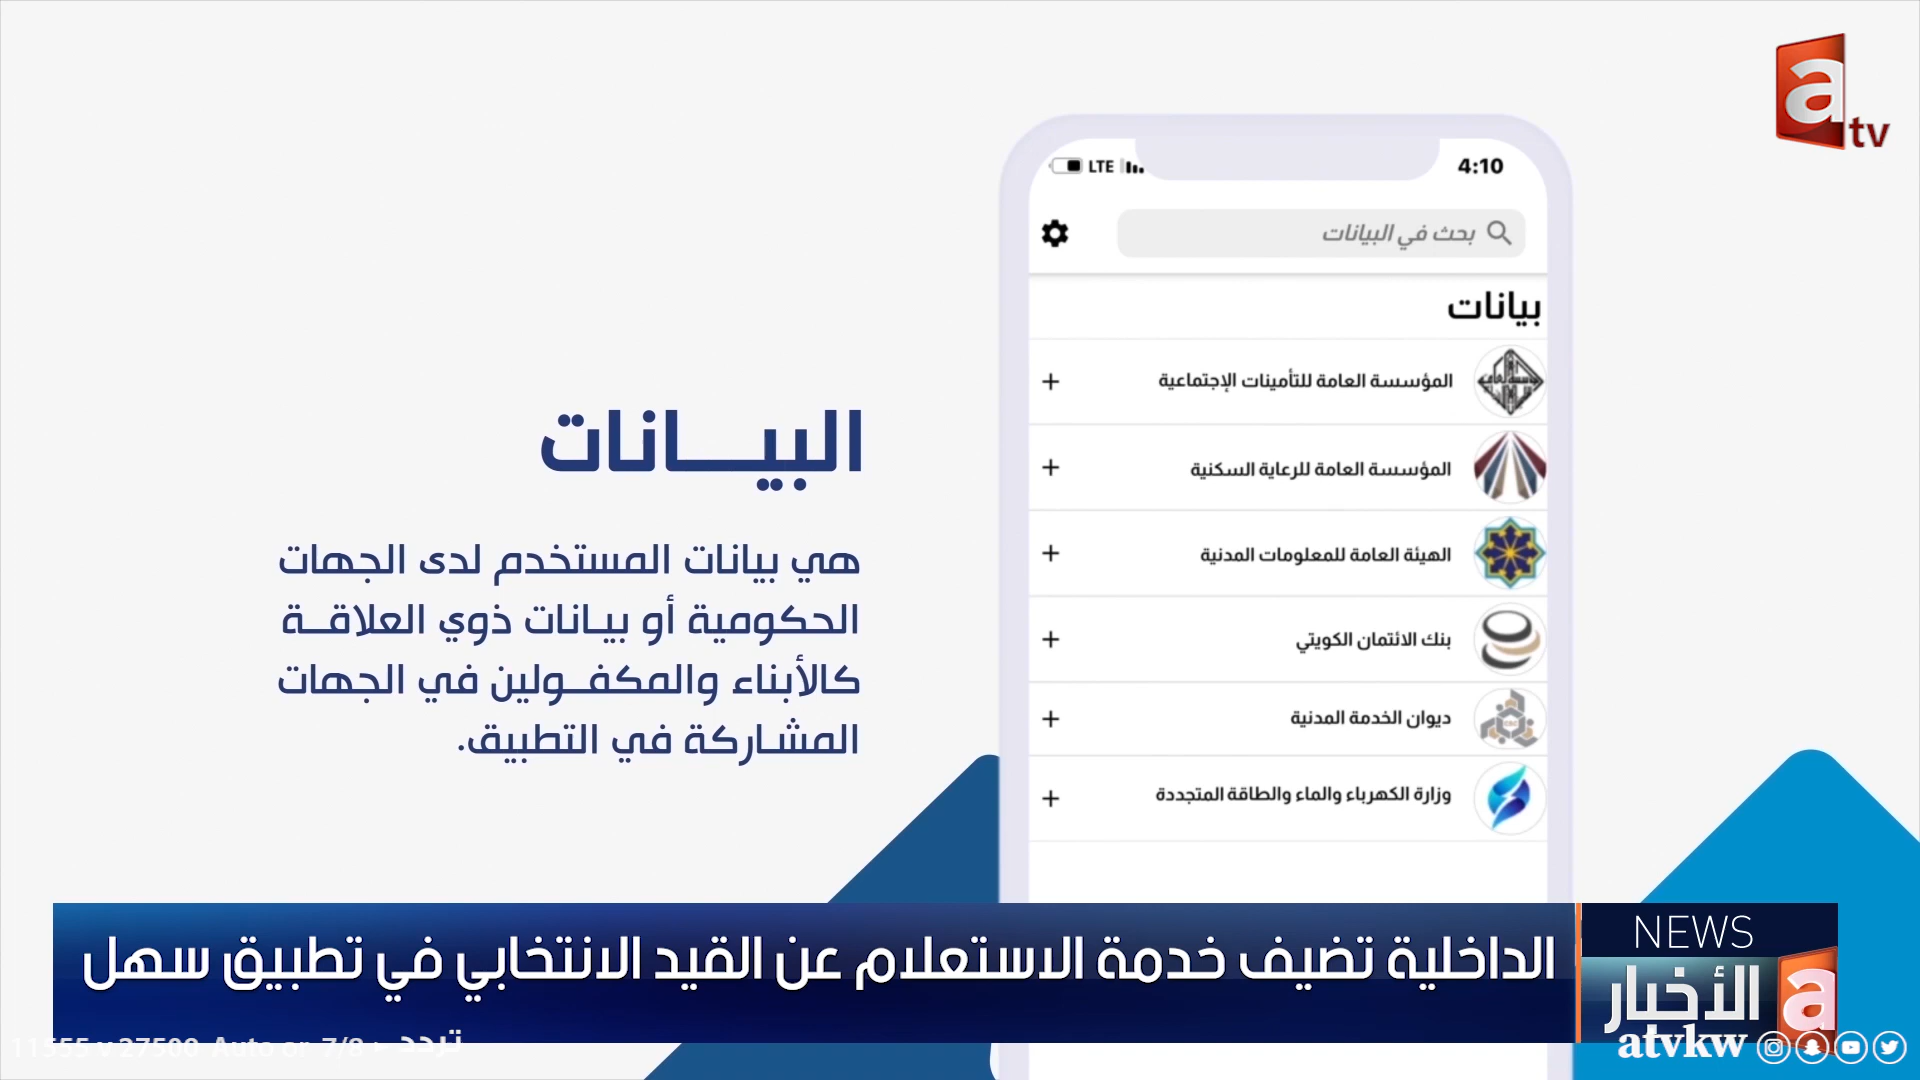 a tv
LTE
4:10
بحث في البيانات
بيانات
المؤسسة العامة للتأمينات الإجتماعية
+
المؤسسة العامة للرعاية السكنية
+
الهيئة العامة للمعلومات المدنية
+
بنك الائتمان الكويتي
+
ديوان الخدمة المدنية
+
وزارة الكهرباء والماء والطاقة المتجددة
+
البيـــانات
هي بيانات المستخدم لدى الجهات
الحكومية أو بيـانات ذوي العلاقــة
كالأبناء والمكفــولين في الجهات
المشـاركة في التطبيق.
NEWS
الأخبار a
الداخلية تضيف خدمة الاستعلام عن القيد الانتخابي في تطبيق سهل
atvkw